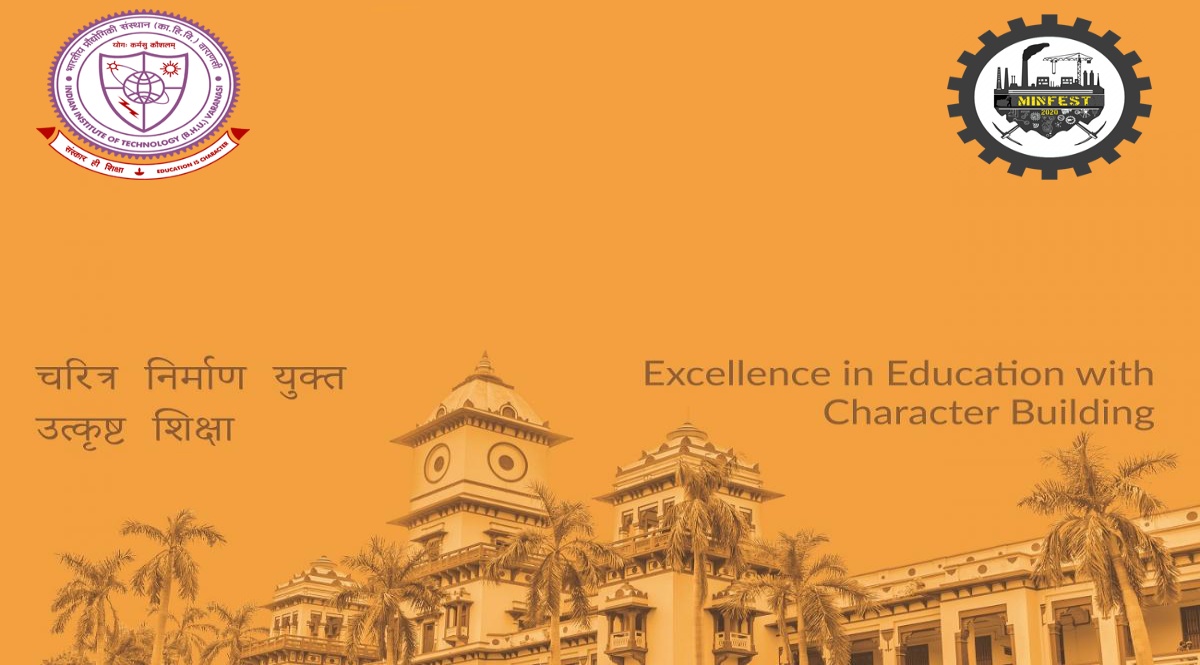 भारतीय प्रौद्योगिकी संस्थान (का.हि.वि.) वाराणसी
योगः कर्मसु कौशलम्
INDIAN INSTITUTE OF TECHNOLOGY (B.H.U.) VARANASI
संस्कार ही शिक्षा
EDUCATION IS CHARACTER
MINFEST
2020
चरित्र निर्माण युक्त
उत्कृष्ट शिक्षा
Excellence in Education with
Character Building